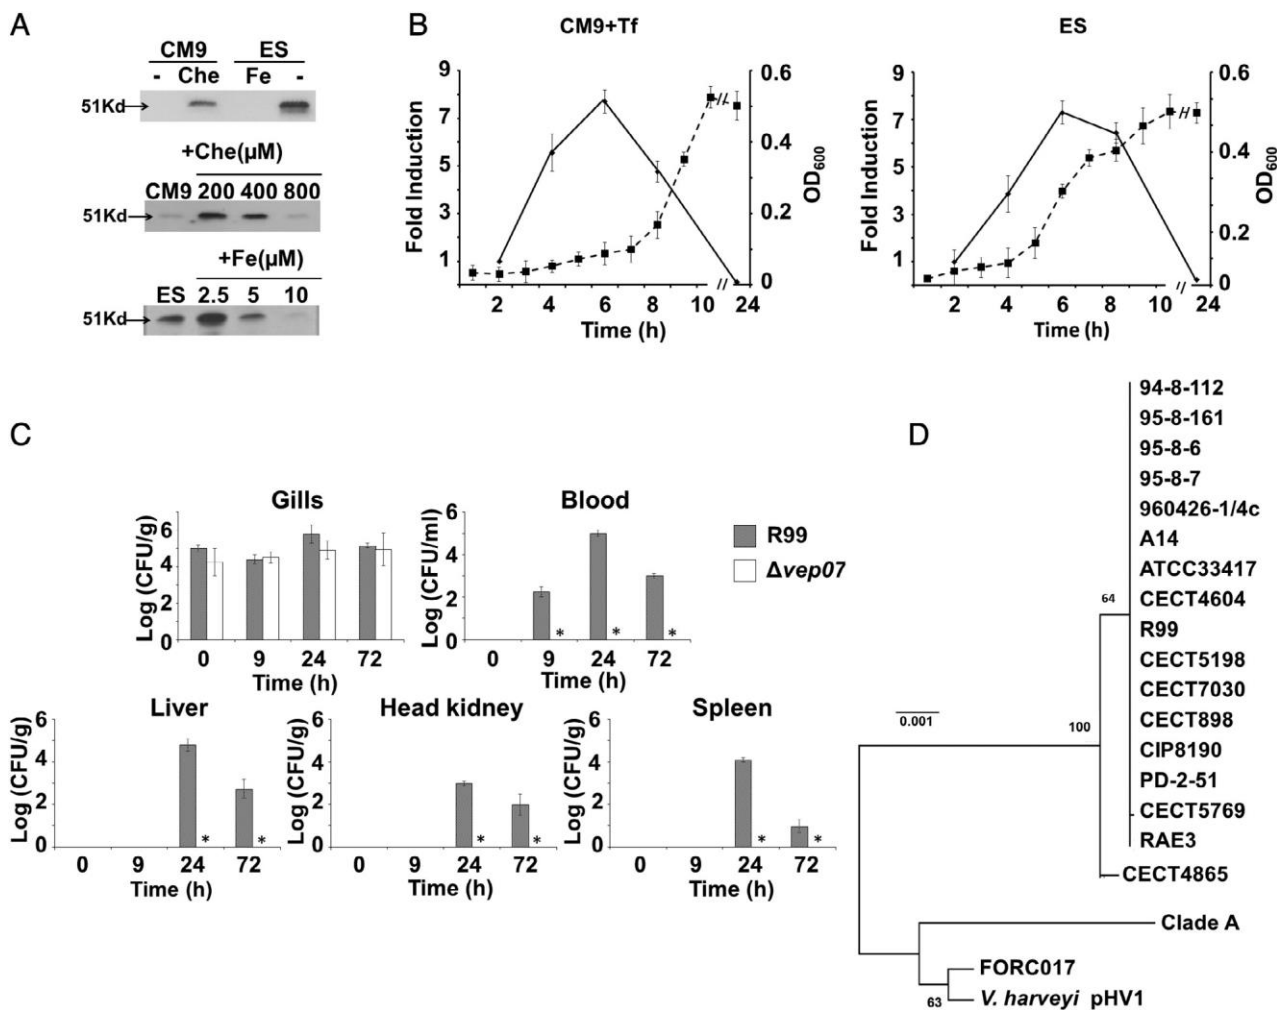 A
CM9 ES
- Che Fe -
51Kd
+Che(µM)
CM9 200 400 800
51Kd
+Fe(µM)
ES 2.5 5 10
51Kd
B
CM9+Tf
9
7
5
3
1
Fold Induction
0.6
0.4
0.2
0
OD600
2 4 6 8 10 24
Time (h)
ES
9
7
5
3
1
Fold Induction
0.6
0.4
0.2
0
OD600
2 4 6 8 10 24
Time (h)
C
Gills
Log (CFU/g)
6
4
2
0
0 9 24 72
Time (h)
Blood
Log (CFU/ml)
6
4
2
0
* * *
0 9 24 72
Time (h)
R99
Δvep07
Liver
Log (CFU/g)
6
4
2
0
* *
0 9 24 72
Time (h)
Head kidney
Log (CFU/g)
6
4
2
0
* *
0 9 24 72
Time (h)
Spleen
Log (CFU/g)
6
4
2
0
* *
0 9 24 72
Time (h)
D
94-8-112
95-8-161
95-8-6
95-8-7
960426-1/4c
A14
ATCC33417
CECT4604
R99
CECT5198
CECT7030
CECT898
CIP8190
PD-2-51
CECT5769
RAE3
CECT4865
Clade A
FORC017
V. harveyi pHV1
64
100
63
0.001